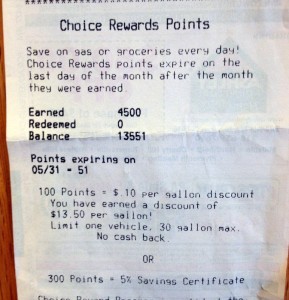 ****************************************
Choice Rewards Points
Save on gas or groceries every day!
Choice Rewards points expire on the
last day of the month after the month
they were earned.
Earned 4500
Redeemed 0
Balance 13551
Points expiring on
05/31 - 51
100 Points = $.10 per gallon discount
You have earned a discount of
$13.50 per gallon!
Limit one vehicle, 30 gallon max.
No cash back.
OR
300 Points = 5% Savings Certificate